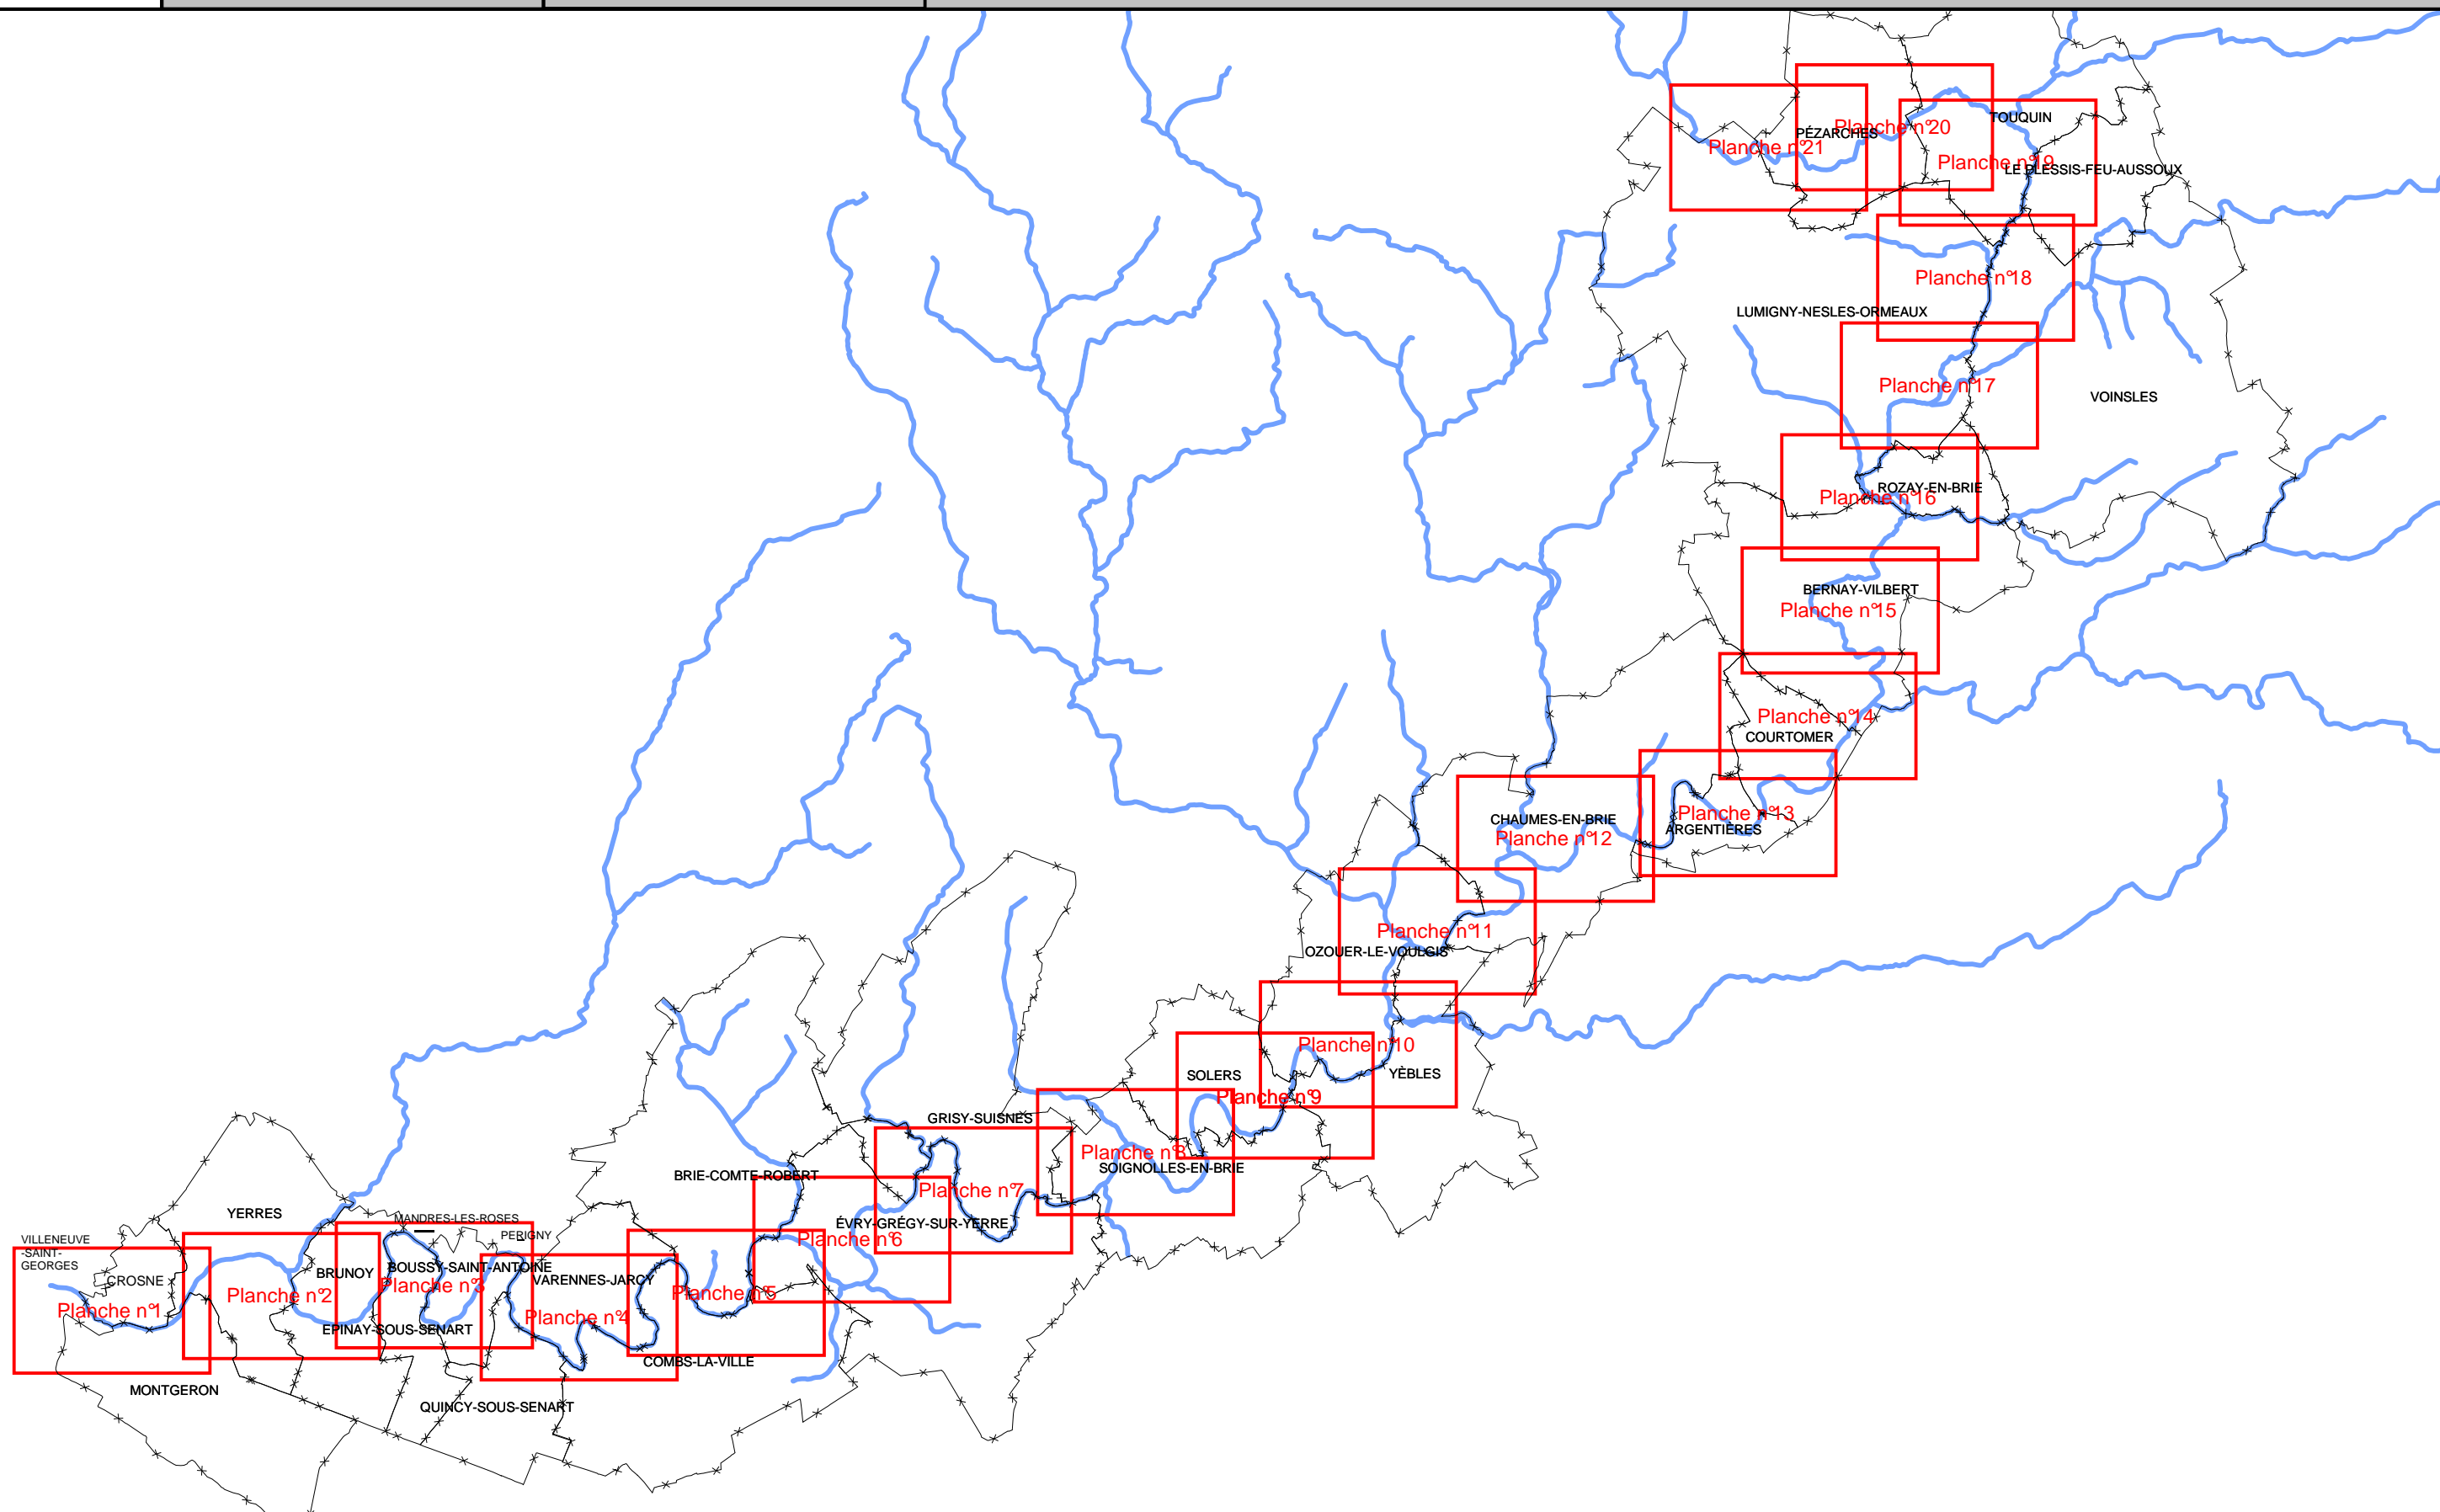 TOUQUIN
Planche n°20
PÉZARCHES
Planche n°21
Planche n°19
LE PLESSIS-FEU-AUSSOUX
Planche n°18
LUMIGNY-NESLES-ORMEAUX
Planche n°17
VOINSLES
ROZAY-EN-BRIE
Planche n°16
BERNAY-VILBERT
Planche n°15
Planche n°14
COURTOMER
Planche n°13
ARGENTIERES
CHAUMES-EN-BRIE
Planche n°12
Planche n°11
OZOUER-LE-VOULGIS
Planche n°10
YÈBLES
SOLERS
Planche n°9
GRISY-SUISNES
Planche n°8
SOIGNOLLES-EN-BRIE
BRIE-COMTE-ROBERT
Planche n°7
ÉVRY-GRÉGY-SUR-YERRE
Planche n°6
YERRES
MANDRES-LES-ROSES
PERIGNY
VILLENEUVE
-SAINT-
GEORGES
CROSNE
BRUNOY
BOUSSY-SAINT-ANTOINE
VARENNES-JARCY
Planche n°1
Planche n°2
Planche n°3
Planche n°4
Planche n°5
EPINAY-SOUS-SENART
COMBS-LA-VILLE
MONTGERON
QUINCY-SOUS-SENART